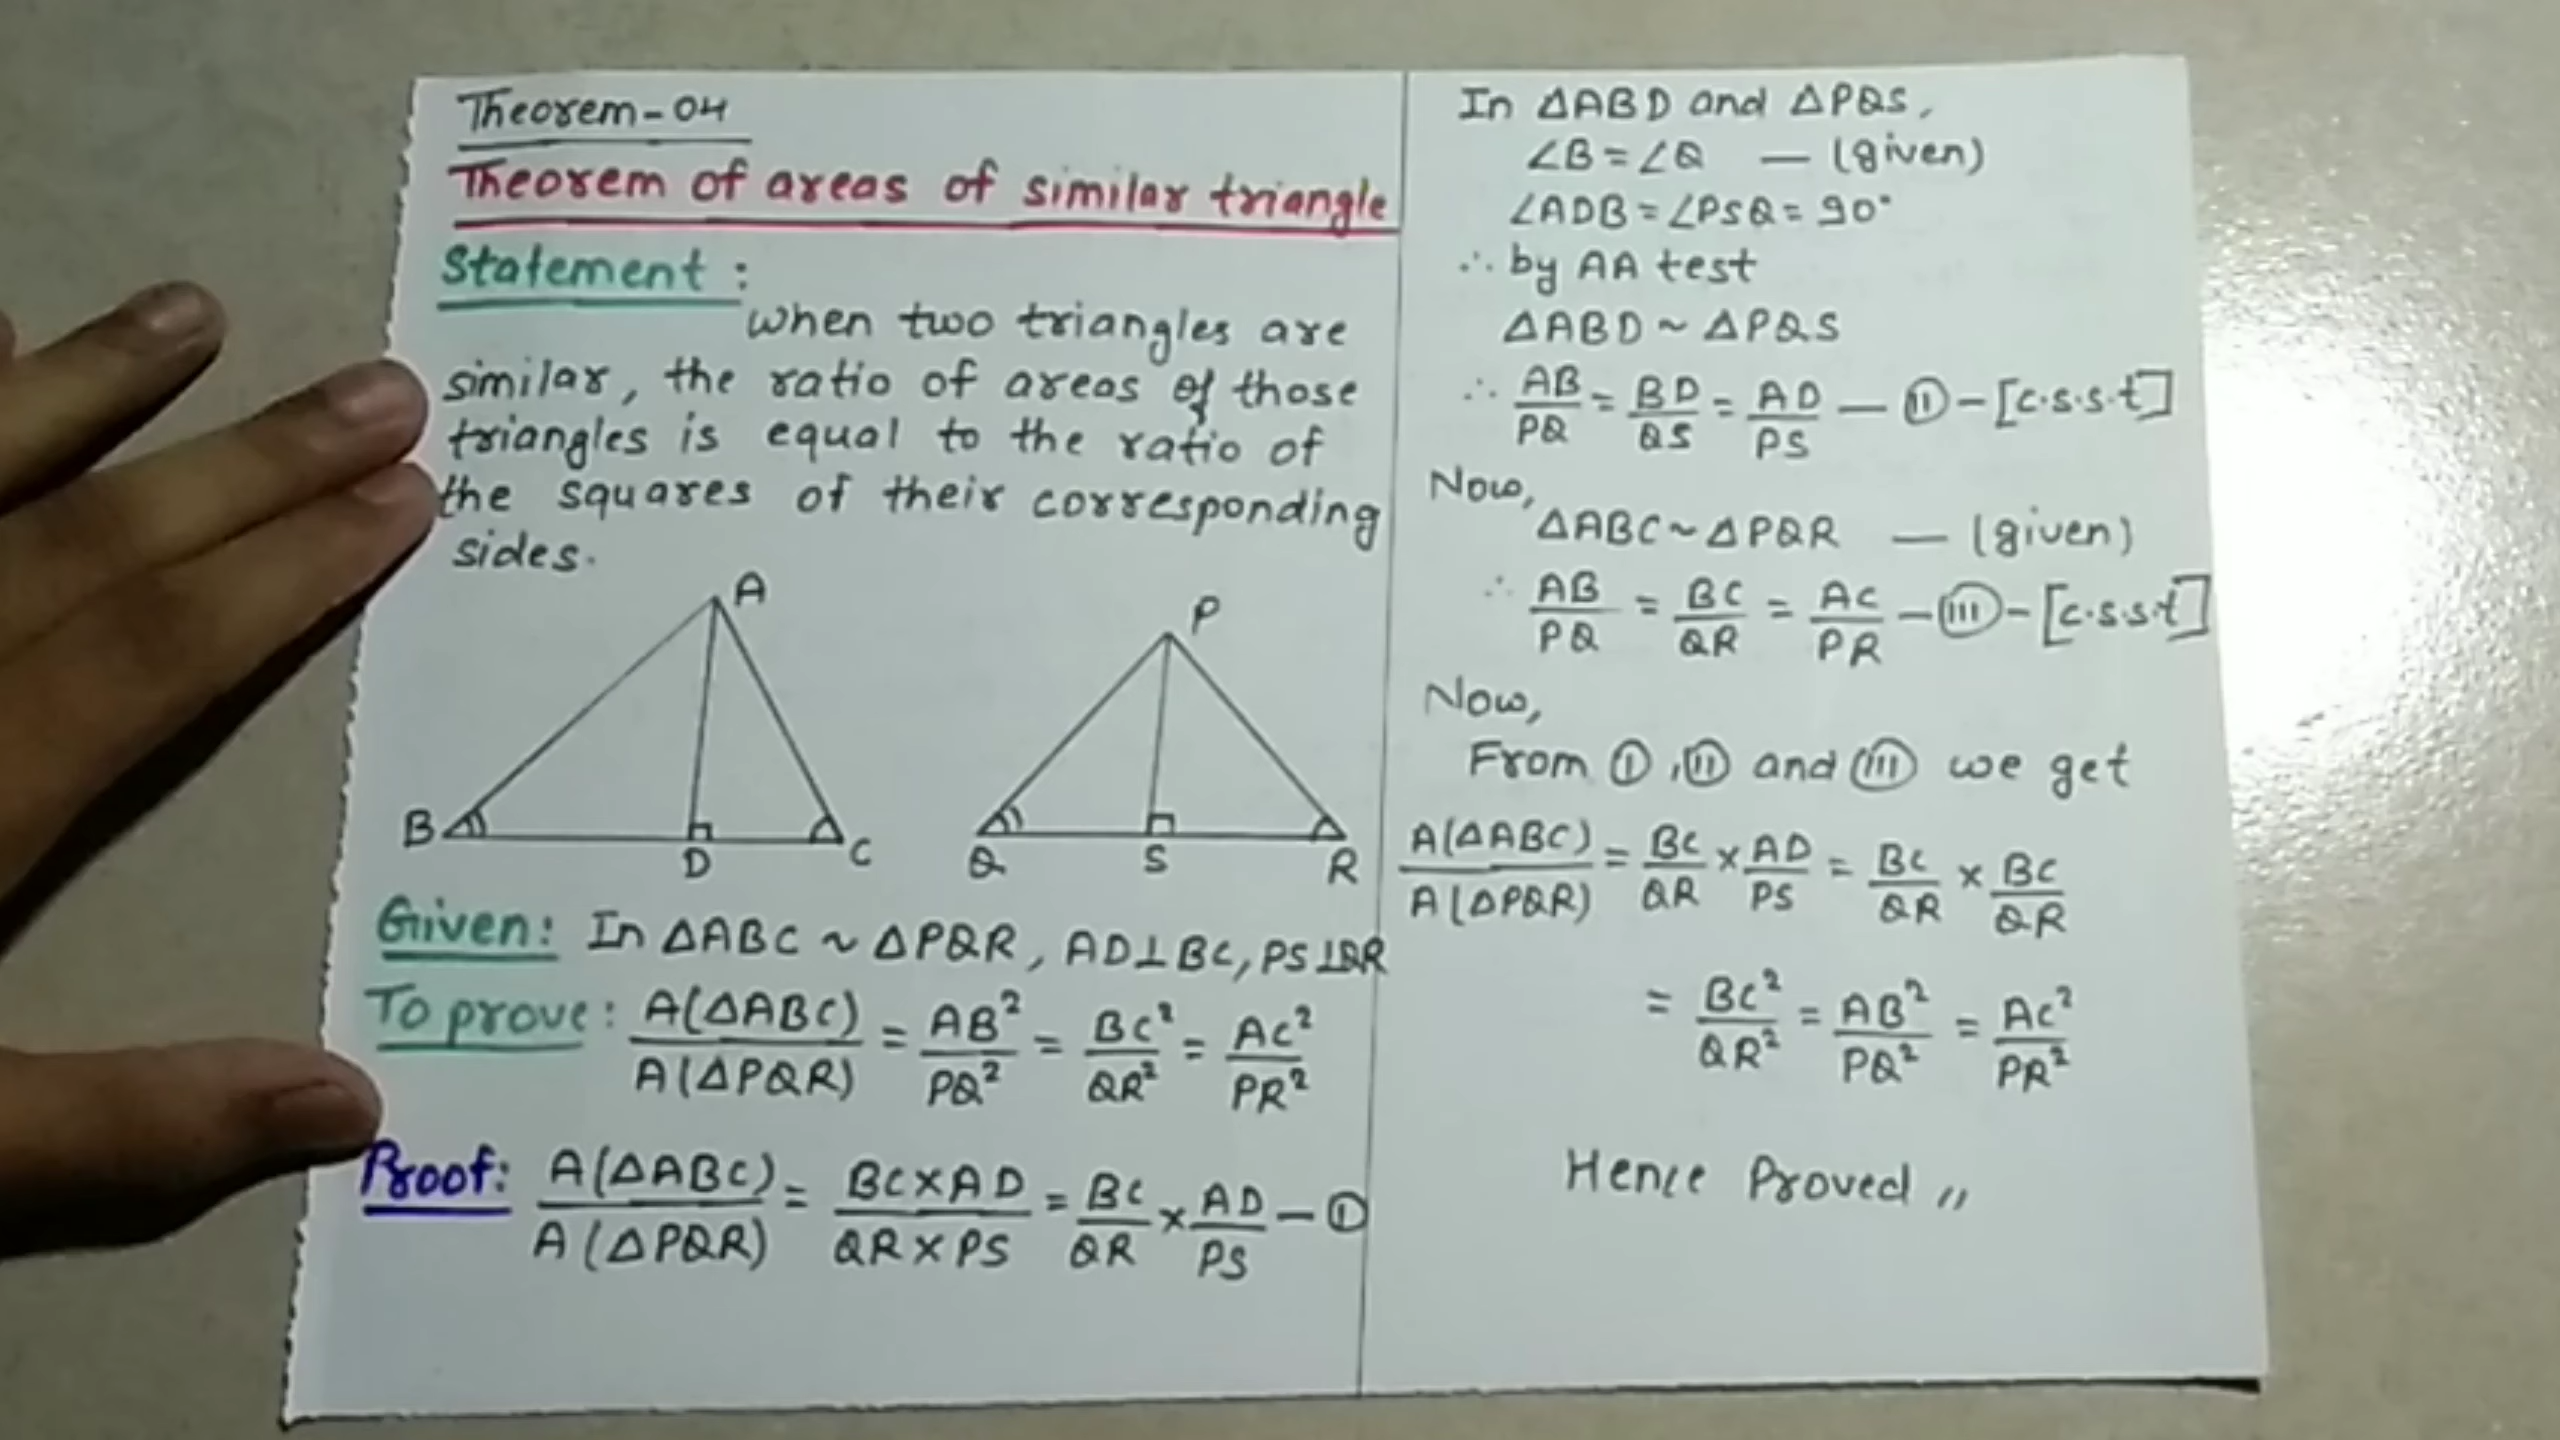 Theorem-04
Theorem of areas of similar triangle
Statement :
When two triangles are
similar, the ratio of areas of those
triangles is equal to the ratio of
the squares of their corresponding
sides.
A
P
B
D
C
Q
S
R
Given: In ΔABC ~ ΔPQR, AD⊥BC, PS⊥QR
To prove: A(ΔABC)/A(ΔPQR) = AB²/PQ² = BC²/QR² = AC²/PR²
Proof: A(ΔABC)/A(ΔPQR) = BC×AD/QR×PS = BC/QR × AD/PS — Ⓘ
In ΔABD and ΔPQS,
∠B = ∠Q — (given)
∠ADB = ∠PSQ = 90°
∴ by AA test
ΔABD ~ ΔPQS
∴ AB/PQ = BD/QS = AD/PS — (II) - [c.s.s.t]
Now,
ΔABC ~ ΔPQR — (given)
∴ AB/PQ = BC/QR = AC/PR — (III) - [c.s.s.t]
Now,
From (I), (II) and (III) we get
A(ΔABC)/A(ΔPQR) = BC/QR × AD/PS = BC/QR × BC/QR
= BC²/QR² = AB²/PQ² = AC²/PR²
Hence Proved ,,